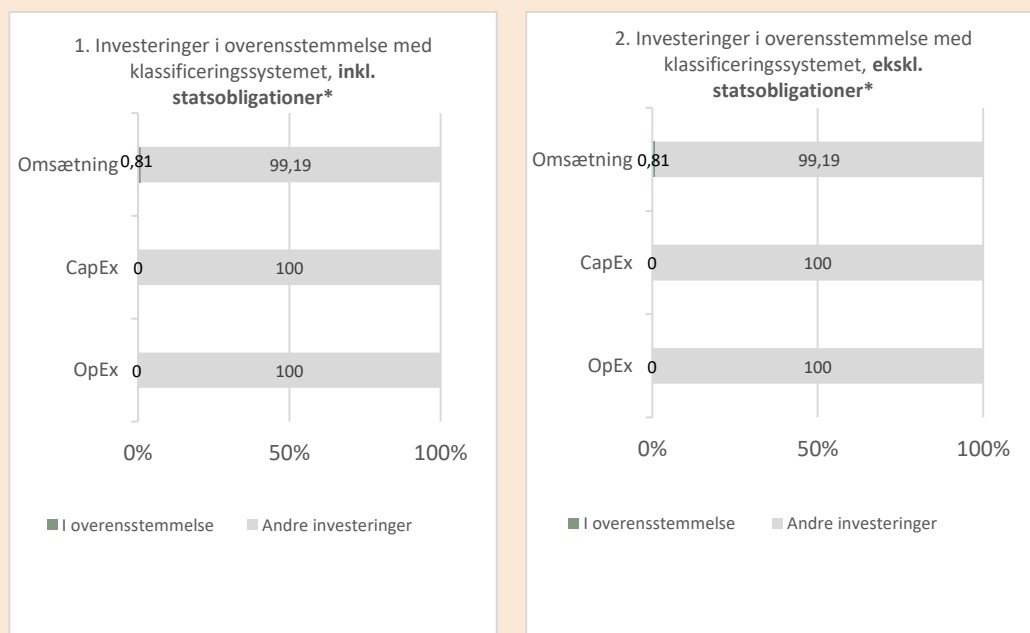 1. Investeringer i overensstemmelse med
klassificeringssystemet, inkl.
statsobligationer*
Omsætning 0,81 99,19
CapEx 0 100
OpEx 0 100
0% 50% 100%
I overensstemmelse Andre investeringer
2. Investeringer i overensstemmelse med
klassificeringssystemet, ekskl.
statsobligationer*
Omsætning 0,81 99,19
CapEx 0 100
OpEx 0 100
0% 50% 100%
I overensstemmelse Andre investeringer